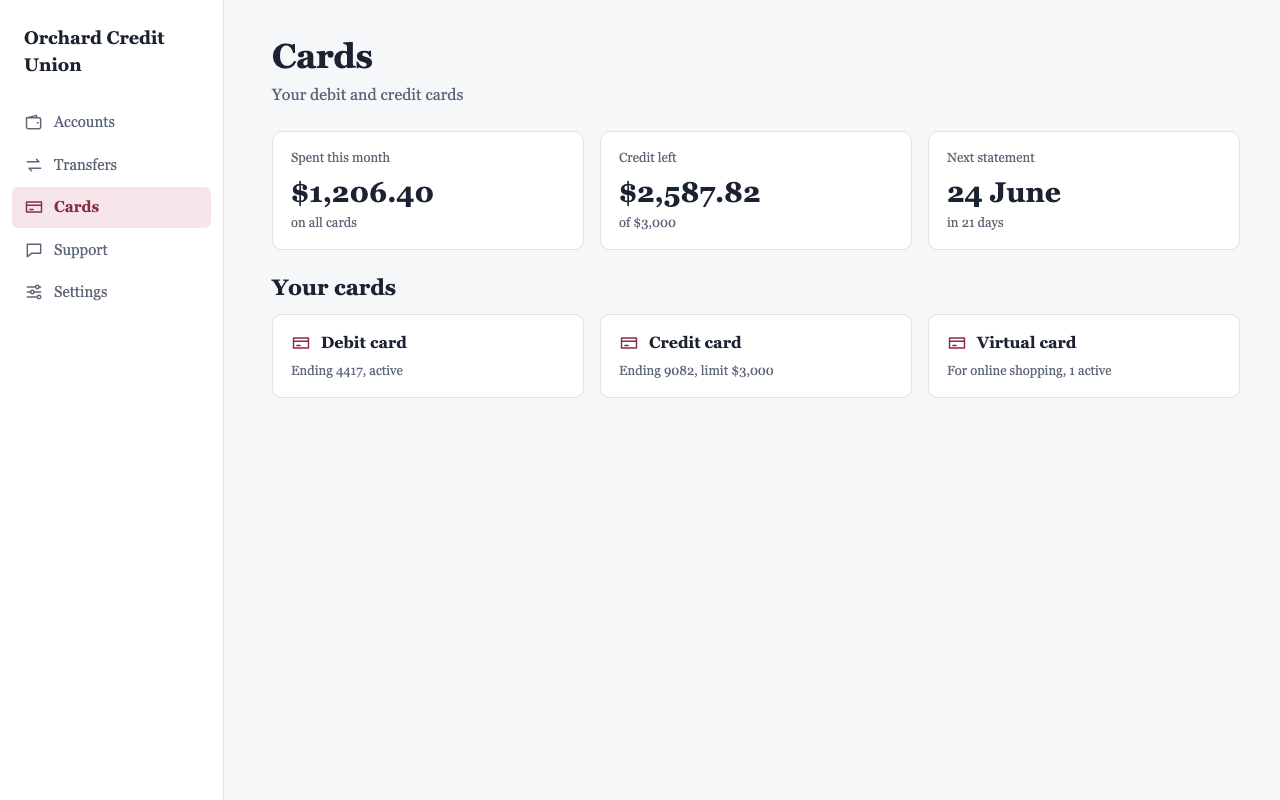 Orchard Credit
Union
Accounts
Transfers
Cards
Support
Settings
Cards
Your debit and credit cards
Spent this month
$1,206.40
on all cards
Credit left
$2,587.82
of $3,000
Next statement
24 June
in 21 days
Your cards
Debit card
Ending 4417, active
Credit card
Ending 9082, limit $3,000
Virtual card
For online shopping, 1 active